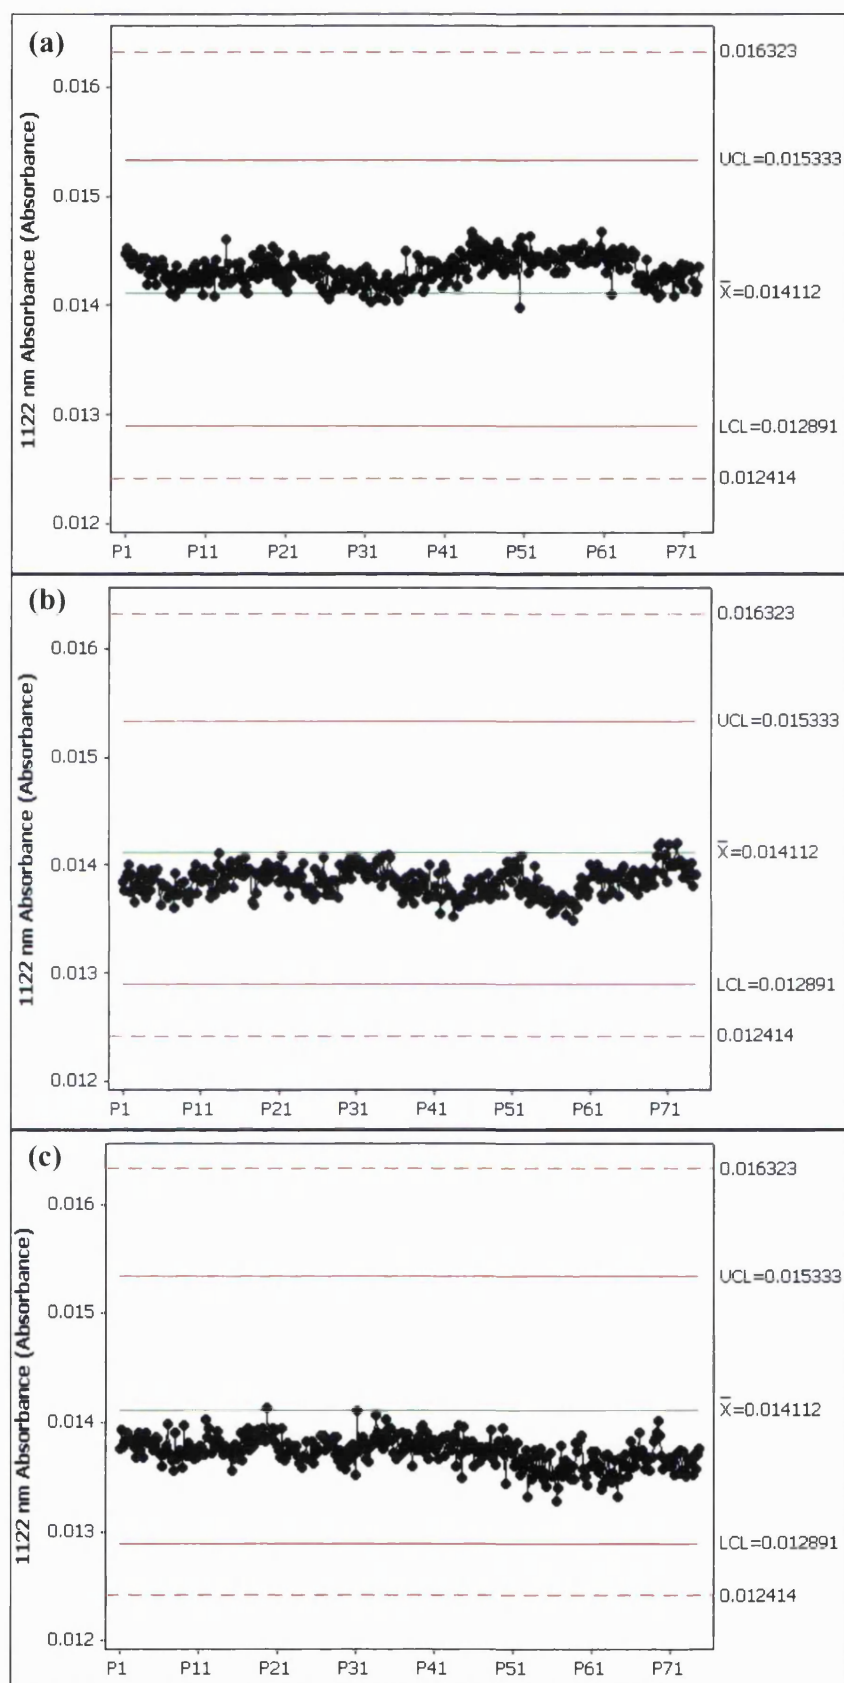 (a)
1122 nm Absorbance (Absorbance)
0.016
0.015
0.014
0.013
0.012
0.016323
UCL=0.015333
X̄=0.014112
LCL=0.012891
0.012414
P1 P11 P21 P31 P41 P51 P61 P71
(b)
1122 nm Absorbance (Absorbance)
0.016
0.015
0.014
0.013
0.012
0.016323
UCL=0.015333
X̄=0.014112
LCL=0.012891
0.012414
P1 P11 P21 P31 P41 P51 P61 P71
(c)
1122 nm Absorbance (Absorbance)
0.016
0.015
0.014
0.013
0.012
0.016323
UCL=0.015333
X̄=0.014112
LCL=0.012891
0.012414
P1 P11 P21 P31 P41 P51 P61 P71